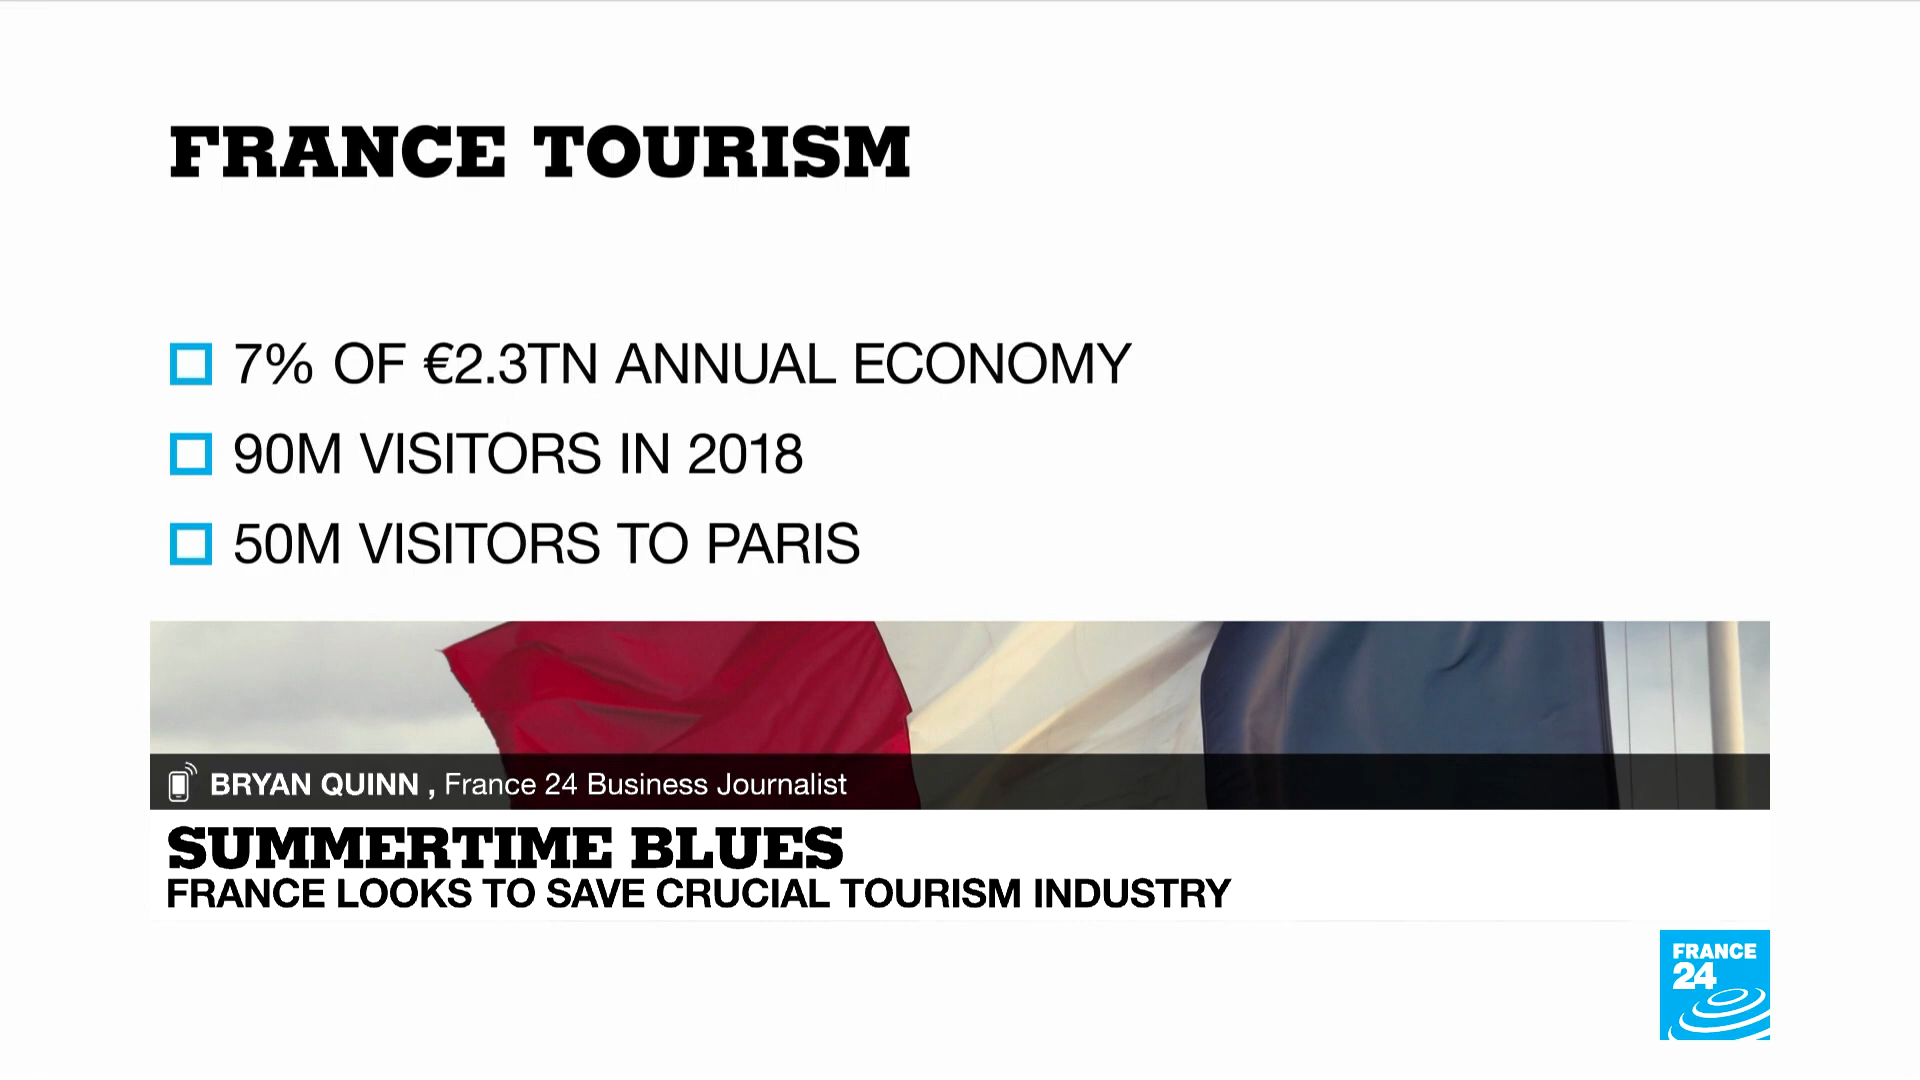 FRANCE TOURISM
7% OF €2.3TN ANNUAL ECONOMY
90M VISITORS IN 2018
50M VISITORS TO PARIS
BRYAN QUINN , France 24 Business Journalist
SUMMERTIME BLUES
FRANCE LOOKS TO SAVE CRUCIAL TOURISM INDUSTRY
FRANCE
24